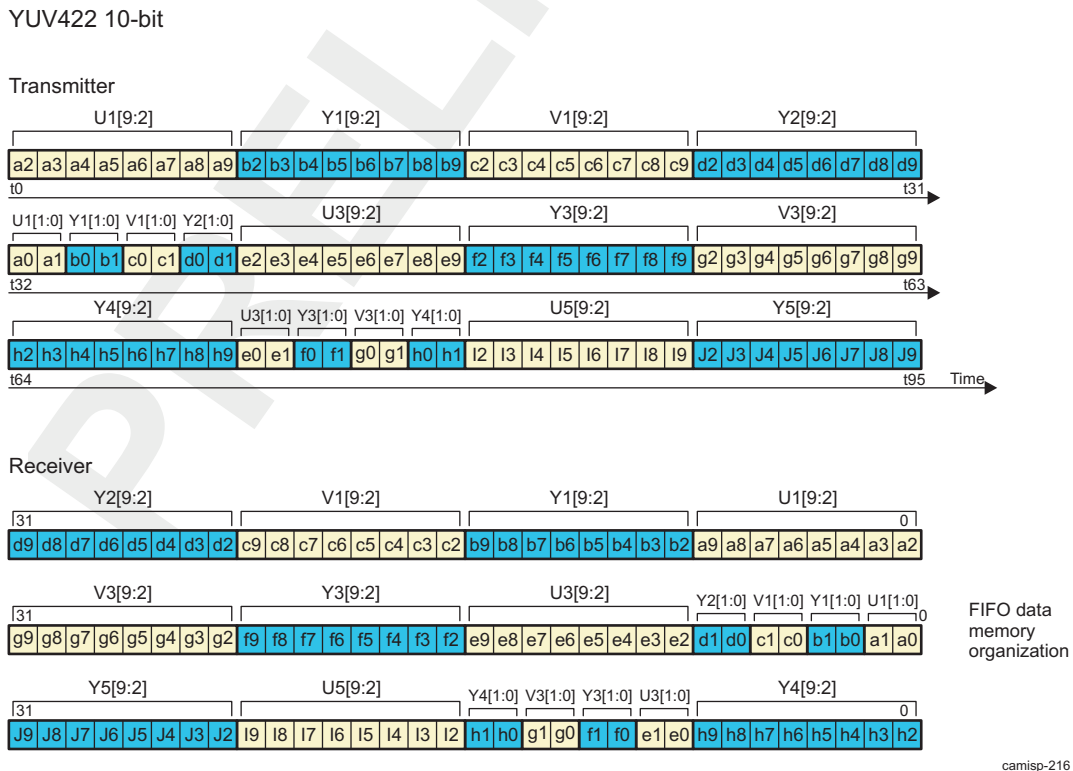 YUV422 10-bit
Transmitter
U1[9:2] Y1[9:2] V1[9:2] Y2[9:2]
a2 a3 a4 a5 a6 a7 a8 a9 b2 b3 b4 b5 b6 b7 b8 b9 c2 c3 c4 c5 c6 c7 c8 c9 d2 d3 d4 d5 d6 d7 d8 d9
t0 t31
U1[1:0] Y1[1:0] V1[1:0] Y2[1:0] U3[9:2] Y3[9:2] V3[9:2]
a0 a1 b0 b1 c0 c1 d0 d1 e2 e3 e4 e5 e6 e7 e8 e9 f2 f3 f4 f5 f6 f7 f8 f9 g2 g3 g4 g5 g6 g7 g8 g9
t32 t63
Y4[9:2] U3[1:0] Y3[1:0] V3[1:0] Y4[1:0] U5[9:2] Y5[9:2]
h2 h3 h4 h5 h6 h7 h8 h9 e0 e1 f0 f1 g0 g1 h0 h1 I2 I3 I4 I5 I6 I7 I8 I9 J2 J3 J4 J5 J6 J7 J8 J9
t64 t95 Time
Receiver
Y2[9:2] V1[9:2] Y1[9:2] U1[9:2]
31 0
d9 d8 d7 d6 d5 d4 d3 d2 c9 c8 c7 c6 c5 c4 c3 c2 b9 b8 b7 b6 b5 b4 b3 b2 a9 a8 a7 a6 a5 a4 a3 a2
V3[9:2] Y3[9:2] U3[9:2] Y2[1:0] V1[1:0] Y1[1:0] U1[1:0]
31 0
g9 g8 g7 g6 g5 g4 g3 g2 f9 f8 f7 f6 f5 f4 f3 f2 e9 e8 e7 e6 e5 e4 e3 e2 d1 d0 c1 c0 b1 b0 a1 a0
FIFO data
memory
organization
Y5[9:2] U5[9:2] Y4[1:0] V3[1:0] Y3[1:0] U3[1:0] Y4[9:2]
31 0
J9 J8 J7 J6 J5 J4 J3 J2 I9 I8 I7 I6 I5 I4 I3 I2 h1 h0 g1 g0 f1 f0 e1 e0 h9 h8 h7 h6 h5 h4 h3 h2
camisp-216
PREL